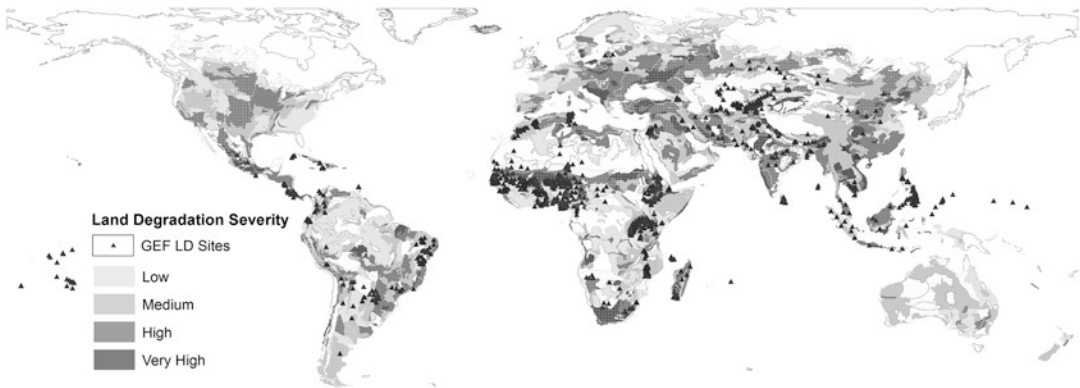 Land Degradation Severity
GEF LD Sites
Low
Medium
High
Very High